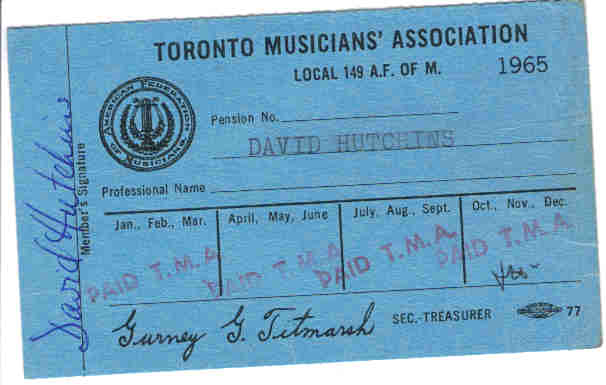 TORONTO MUSICIANS' ASSOCIATION
LOCAL 149 A.F. OF M. 1965
AMERICAN FEDERATION OF MUSICIANS
Pension No.
DAVID HUTCHINS
Professional Name
Member's Signature
David Hutchins
Jan., Feb., Mar. April, May, June July, Aug., Sept. Oct., Nov., Dec.
PAID T.M.A. PAID T.M.A. PAID T.M.A. PAID T.M.A.
Gurney G. Titmarsh SEC.-TREASURER 77